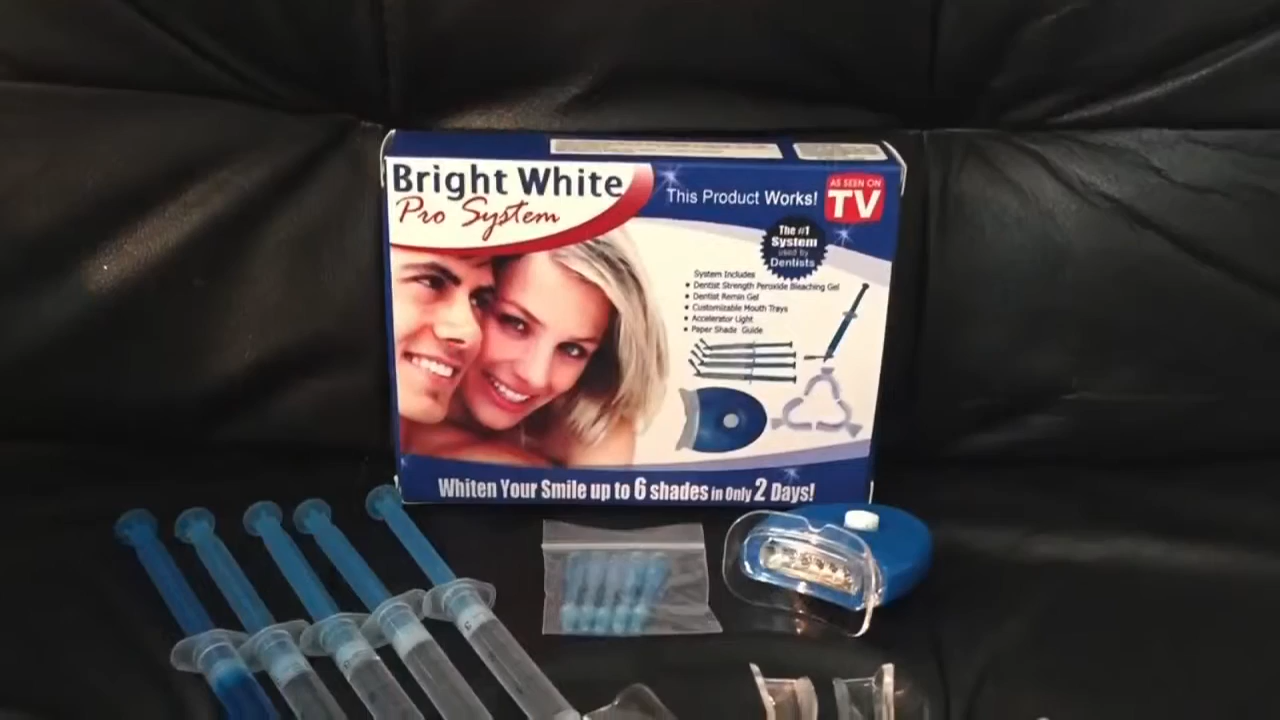 Bright White
Pro System
This Product Works!
AS SEEN ON
TV
The #1
System
used by
Dentists
System Includes
• Dentist Strength Peroxide Bleaching Gel
• Dentist Remin Gel
• Customizable Mouth Trays
• Accelerator Light
• Paper Shade Guide
Whiten Your Smile up to 6 shades in Only 2 Days!